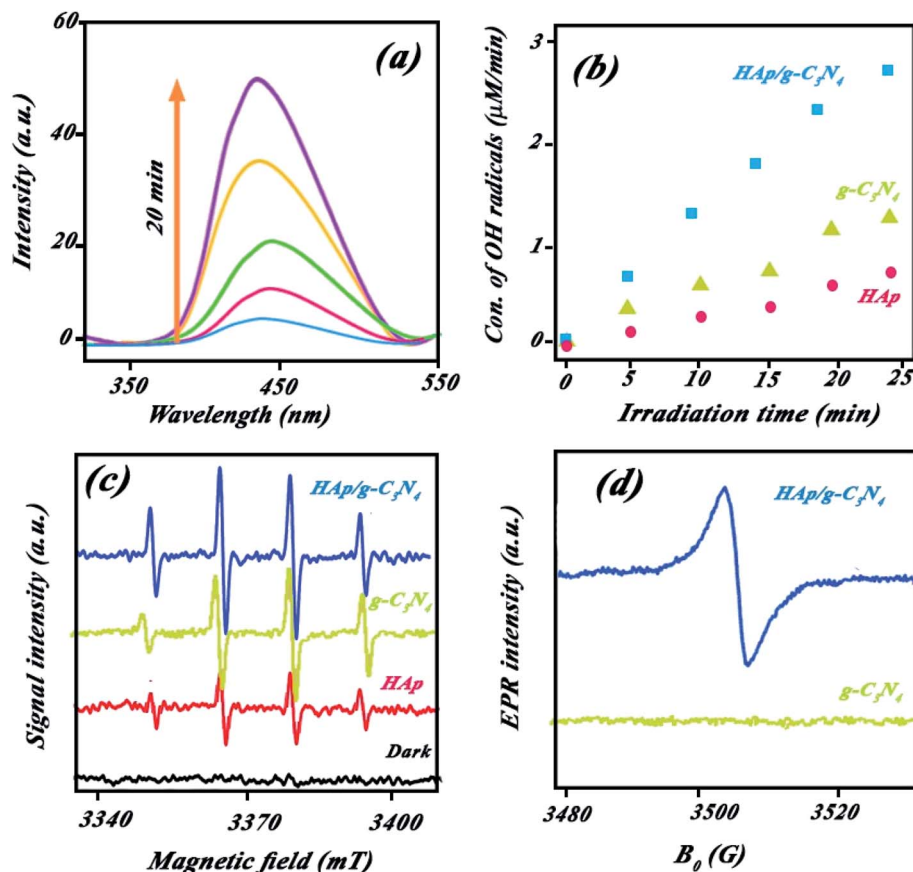 (a)
60
40
20
0
Intensity (a.u.)
20 min
350 450 550
Wavelength (nm)
(b)
3
2
1
0
Con. of OH radicals (μM/min)
HAp/g-C₃N₄
g-C₃N₄
HAp
0 5 10 15 20 25
Irradiation time (min)
(c)
Signal intensity (a.u.)
HAp/g-C₃N₄
g-C₃N₄
HAp
Dark
3340 3370 3400
Magnetic field (mT)
(d)
EPR intensity (a.u.)
HAp/g-C₃N₄
g-C₃N₄
3480 3500 3520
B₀ (G)